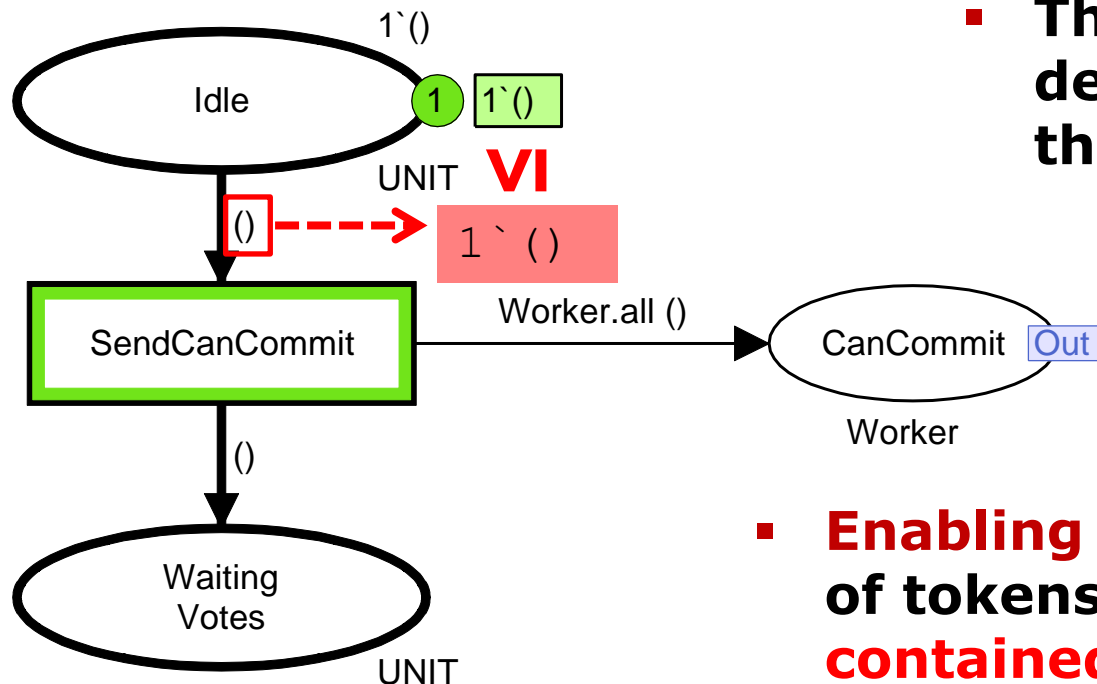 1`()
Idle
1
1`()
UNIT
VI
()
1`()
SendCanCommit
Worker.all ()
CanCommit
Out
Worker
()
Waiting
Votes
UNIT
Th
de
th
Enabling
of tokens
contained